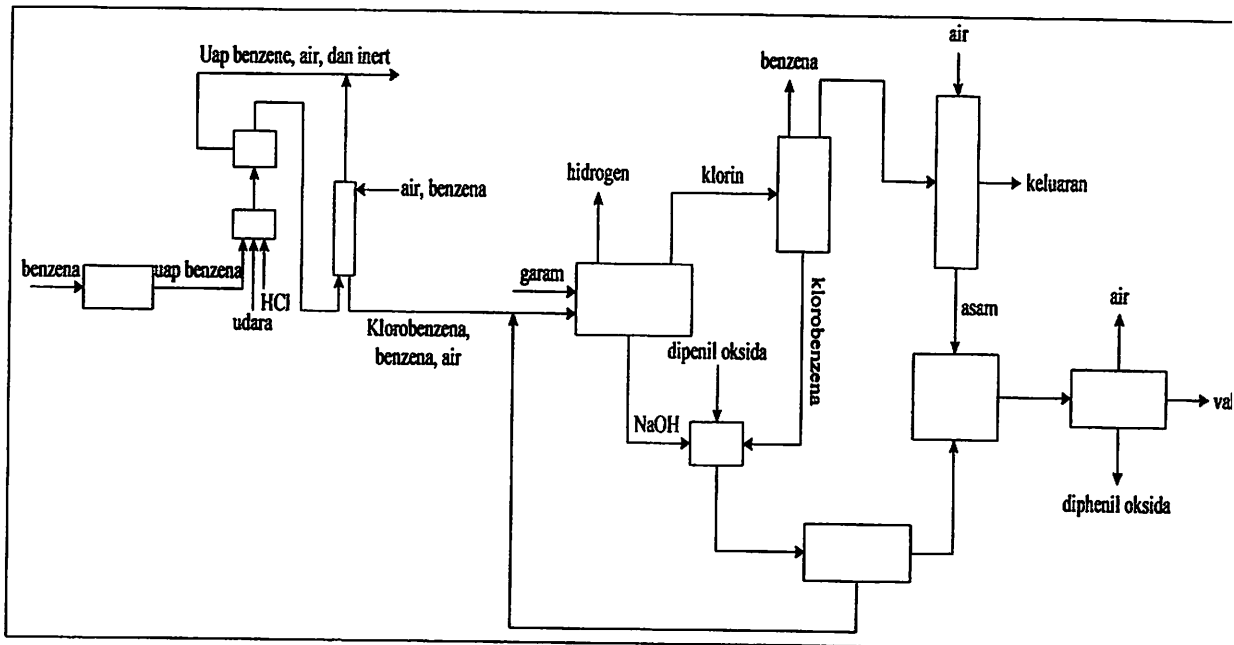 Uap benzene, air, dan inert
air, benzena
benzena
uap benzena
HCl
udara
Klorobenzena,
benzena, air
garam
hidrogen
klorin
benzena
air
keluaran
klorobenzena
dipenil oksida
NaOH
asam
air
diphenil oksida